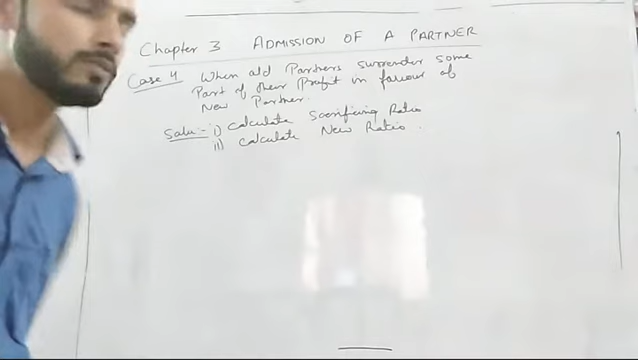 Chapter 3 ADMISSION OF A PARTNER
Case 4 When old Partners surrender some
Part of their Profit in favour of
New Partner.
Solu:- i) Calculate Sacrificing Ratio
ii) Calculate New Ratio.